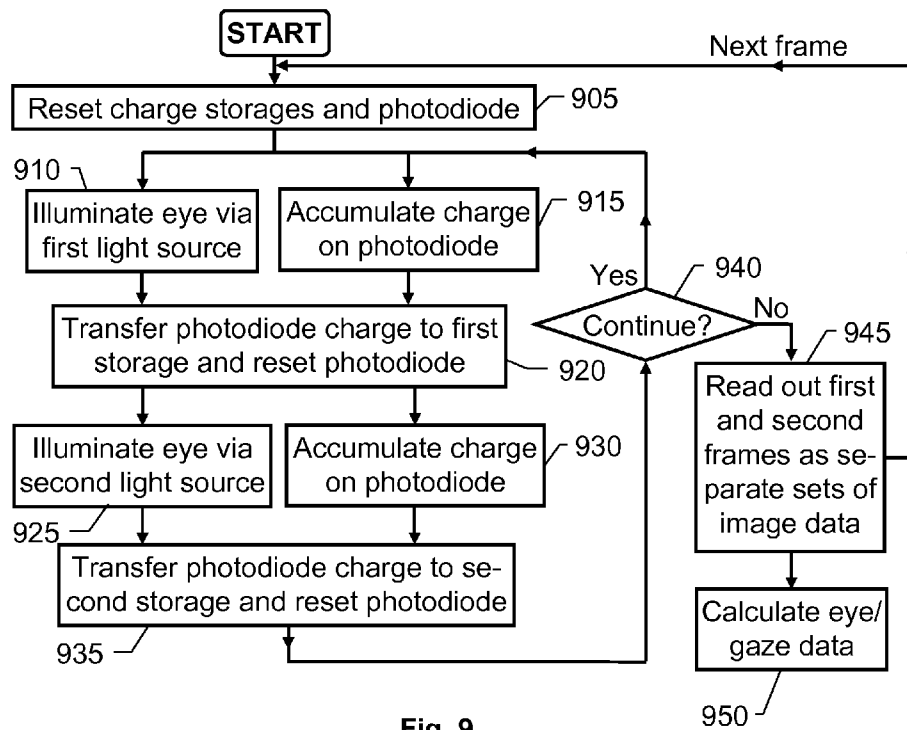 START
Next frame
Reset charge storages and photodiode
905
910
Illuminate eye via
first light source
Accumulate charge
on photodiode
915
Transfer photodiode charge to first
storage and reset photodiode
920
Illuminate eye via
second light source
925
Accumulate charge
on photodiode
930
Transfer photodiode charge to se-
cond storage and reset photodiode
935
Yes
940
Continue?
No
945
Read out first
and second
frames as se-
parate sets of
image data
Calculate eye/
gaze data
950
Fig. 9